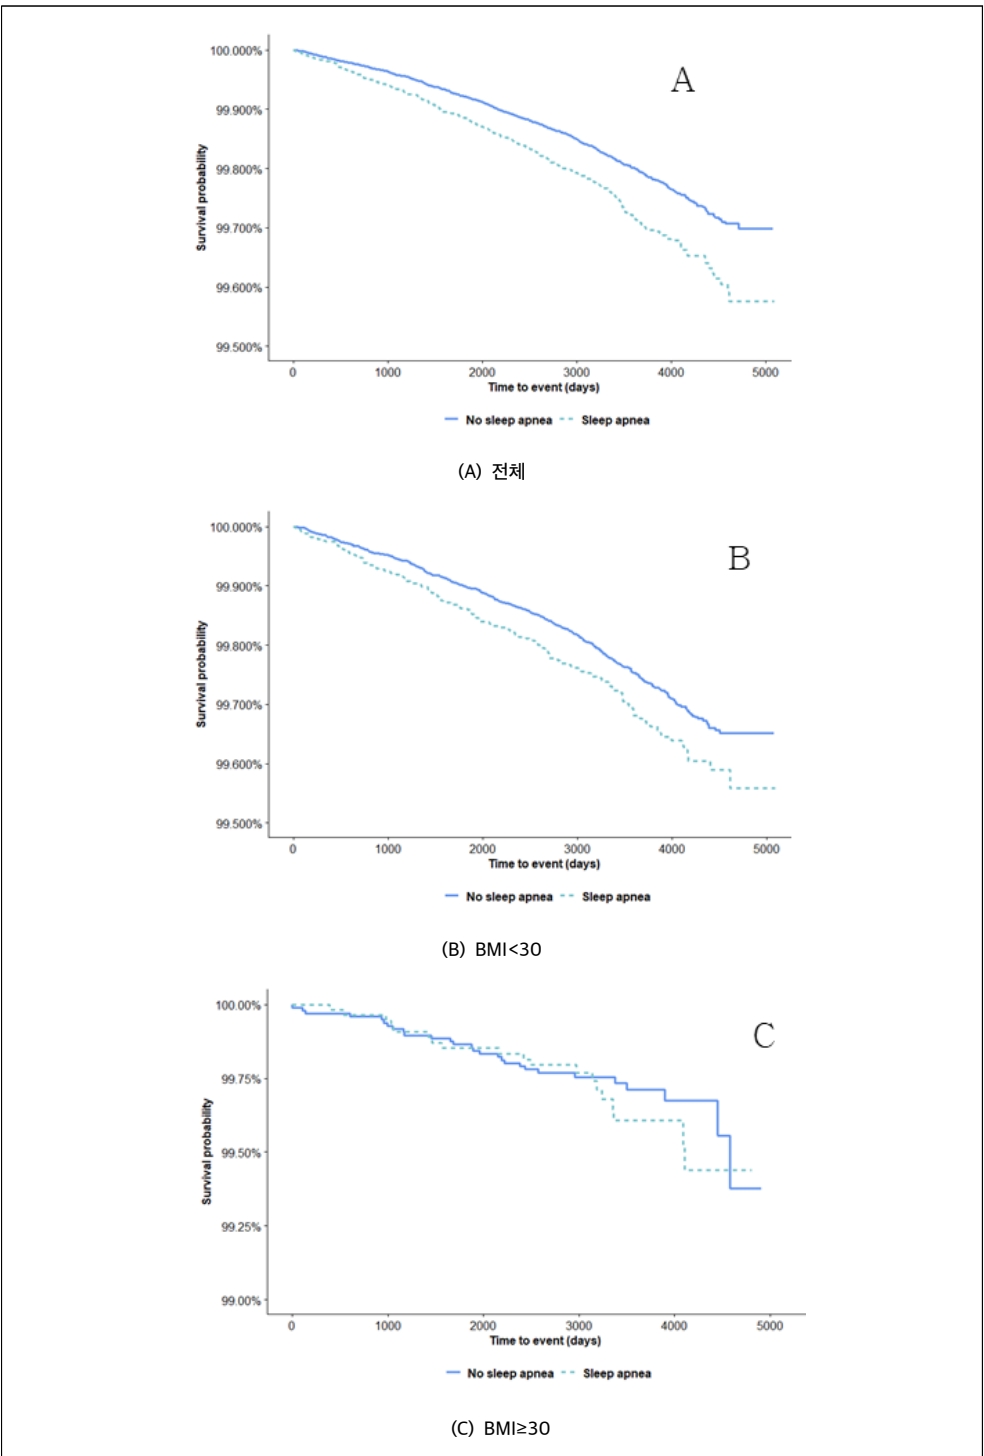 A
100.000%
99.900%
99.800%
99.700%
99.600%
99.500%
Survival probability
0 1000 2000 3000 4000 5000
Time to event (days)
No sleep apnea Sleep apnea
(A) 전체
B
100.000%
99.900%
99.800%
99.700%
99.600%
99.500%
Survival probability
0 1000 2000 3000 4000 5000
Time to event (days)
No sleep apnea Sleep apnea
(B) BMI<30
C
100.00%
99.75%
99.50%
99.25%
99.00%
Survival probability
0 1000 2000 3000 4000 5000
Time to event (days)
No sleep apnea Sleep apnea
(C) BMI≥30